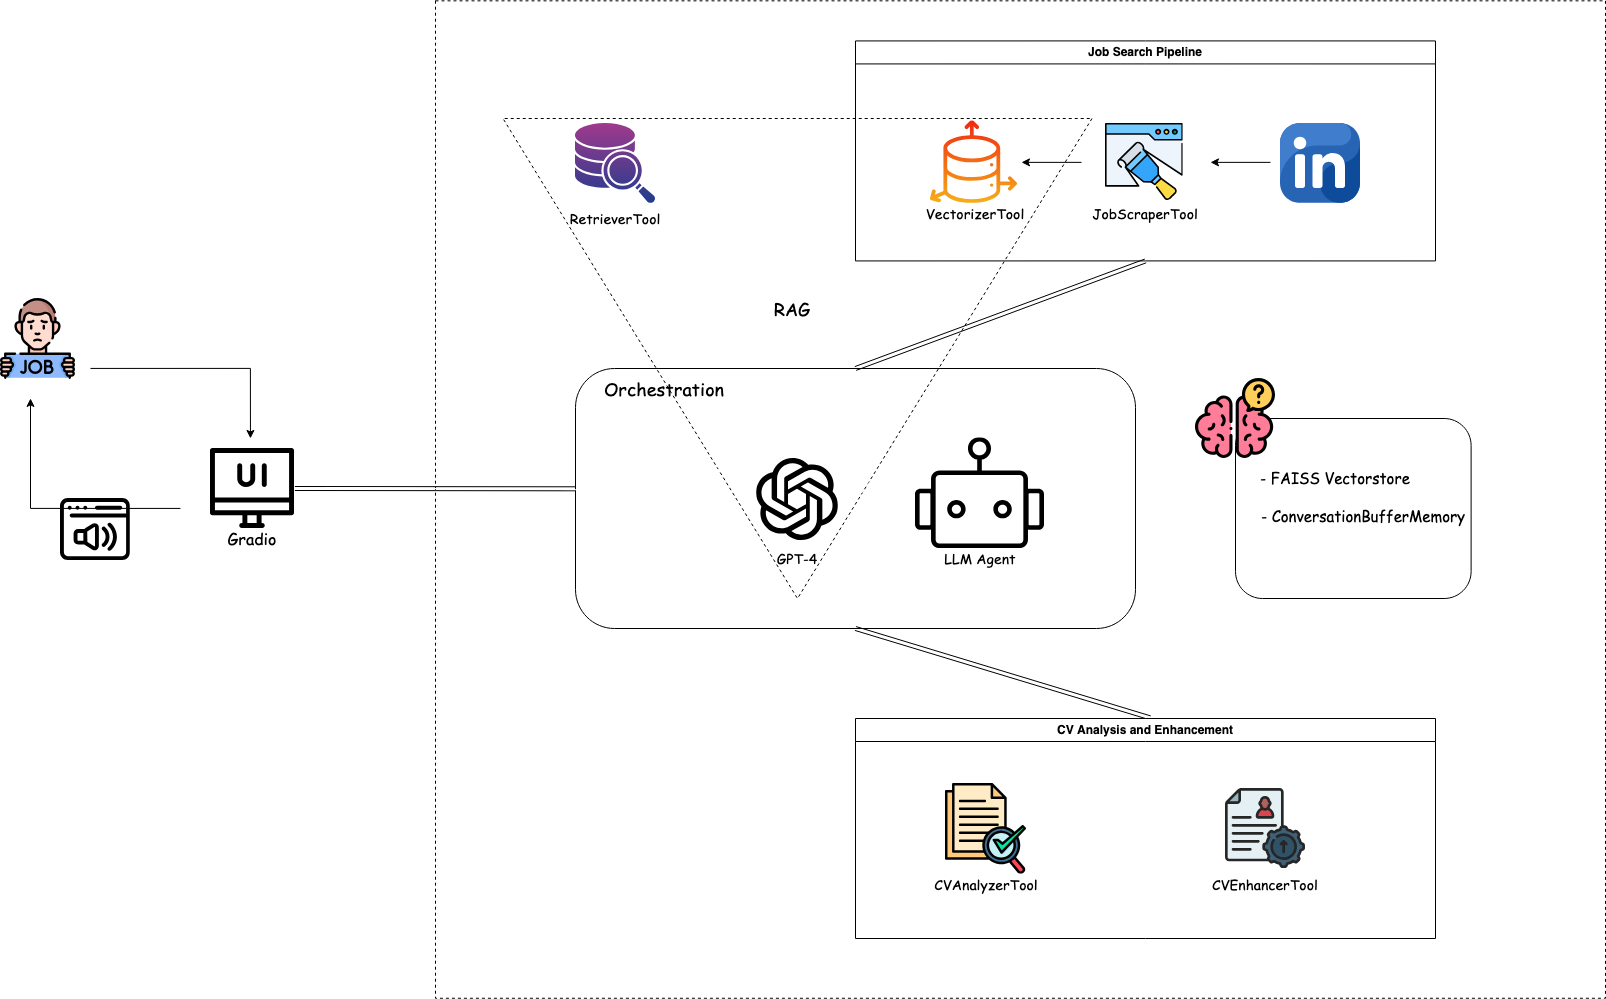 Job Search Pipeline
in
RetrieverTool
VectorizerTool
JobScraperTool
RAG
JOB
Orchestration
?
UI
- FAISS Vectorstore
- ConversationBufferMemory
Gradio
GPT-4
LLM Agent
CV Analysis and Enhancement
CVAnalyzerTool
CVEnhancerTool